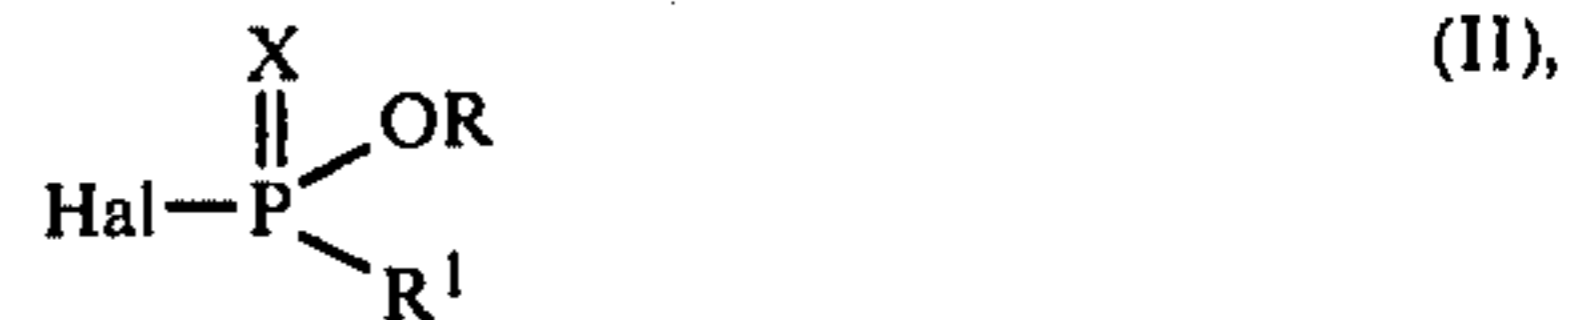 X (II),
OR
Hal—P
R¹